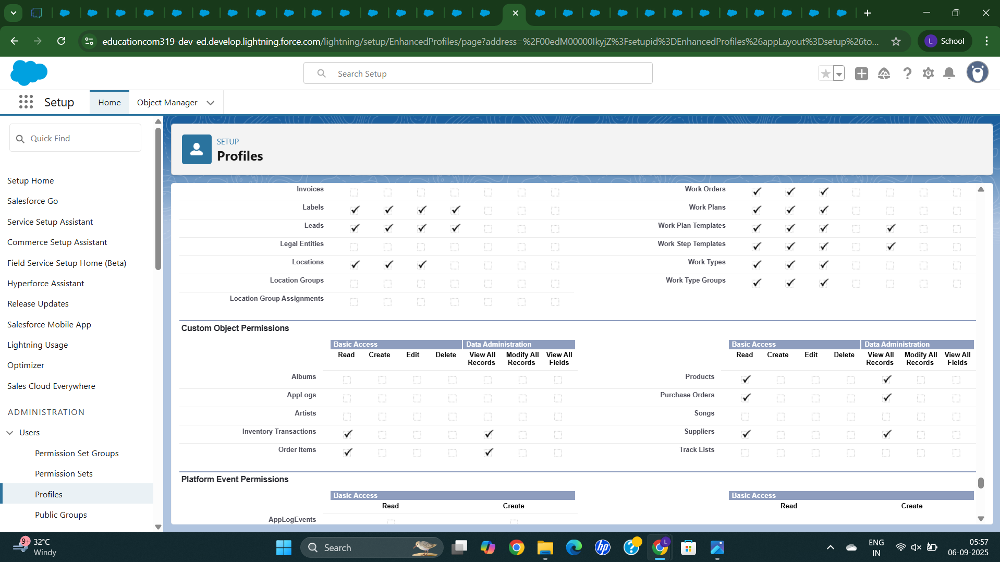 educationcom319-dev-ed.develop.lightning.force.com/lightning/setup/EnhancedProfiles/page?address=%2F00edM00000IkyjZ%3Fsetupid%3DEnhancedProfiles%26appLayout%3Dsetup%26to...
L School
Search Setup
Setup Home Object Manager
Quick Find
Setup Home
Salesforce Go
Service Setup Assistant
Commerce Setup Assistant
Field Service Setup Home (Beta)
Hyperforce Assistant
Release Updates
Salesforce Mobile App
Lightning Usage
Optimizer
Sales Cloud Everywhere
ADMINISTRATION
Users
Permission Set Groups
Permission Sets
Profiles
Public Groups
SETUP
Profiles
Invoices Work Orders
Labels Work Plans
Leads Work Plan Templates
Legal Entities Work Step Templates
Locations Work Types
Location Groups Work Type Groups
Location Group Assignments
Custom Object Permissions
Basic Access Data Administration Basic Access Data Administration
Read Create Edit Delete View All Records Modify All Records View All Fields Read Create Edit Delete View All Records Modify All Records View All Fields
Albums Products
AppLogs Purchase Orders
Artists Songs
Inventory Transactions Suppliers
Order Items Track Lists
Platform Event Permissions
Basic Access Basic Access
Read Create Read Create
AppLogEvents
9+ 32°C
Windy
Search
hp
L
ENG
IN
05:57
06-09-2025